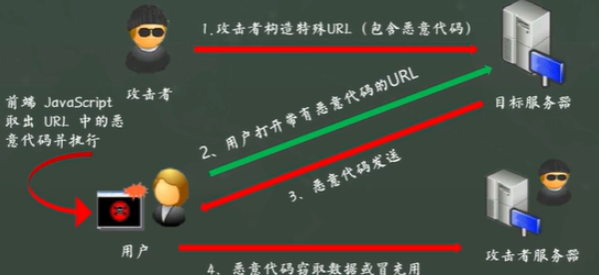 1.攻击者构造特殊URL（包含恶意代码）
攻击者
目标服务器
前端 JavaScript
取出 URL 中的恶
意代码并执行
2、用户打开带有恶意代码的URL
3、恶意代码发送
用户
攻击者服务器
4、恶意代码窃取数据或冒充用